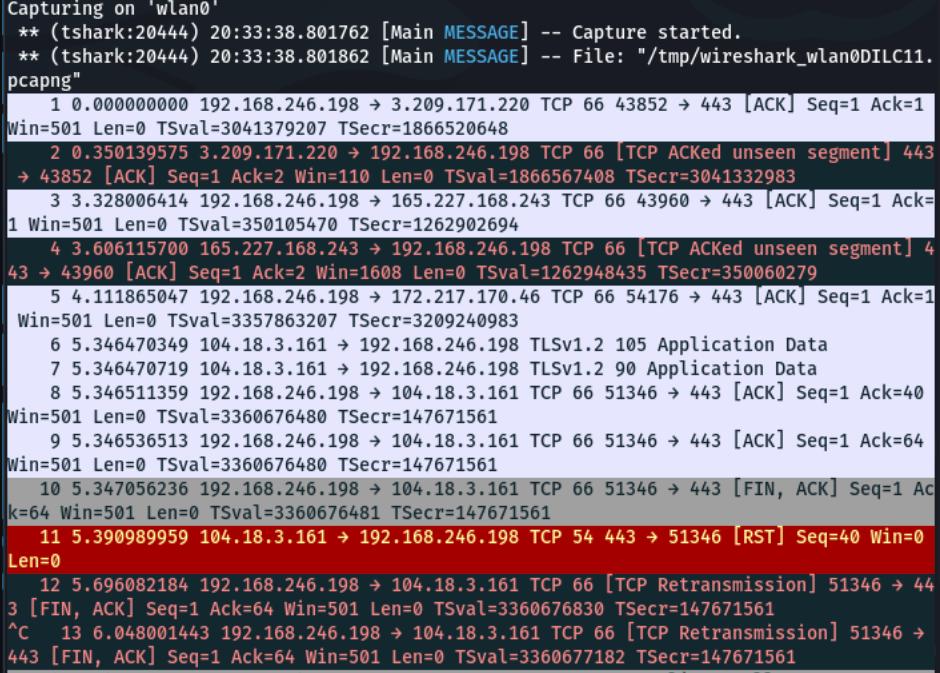 Capturing on 'wlan0'
 ** (tshark:20444) 20:33:38.801762 [Main MESSAGE] -- Capture started.
 ** (tshark:20444) 20:33:38.801862 [Main MESSAGE] -- File: "/tmp/wireshark_wlan0DILC11.
pcapng"
    1 0.000000000 192.168.246.198 → 3.209.171.220 TCP 66 43852 → 443 [ACK] Seq=1 Ack=1
Win=501 Len=0 TSval=3041379207 TSecr=1866520648
    2 0.350139575 3.209.171.220 → 192.168.246.198 TCP 66 [TCP ACKed unseen segment] 443
 → 43852 [ACK] Seq=1 Ack=2 Win=110 Len=0 TSval=1866567408 TSecr=3041332983
    3 3.328006414 192.168.246.198 → 165.227.168.243 TCP 66 43960 → 443 [ACK] Seq=1 Ack=
1 Win=501 Len=0 TSval=350105470 TSecr=1262902694
    4 3.606115700 165.227.168.243 → 192.168.246.198 TCP 66 [TCP ACKed unseen segment] 4
43 → 43960 [ACK] Seq=1 Ack=2 Win=1608 Len=0 TSval=1262948435 TSecr=350060279
    5 4.111865047 192.168.246.198 → 172.217.170.46 TCP 66 54176 → 443 [ACK] Seq=1 Ack=1
 Win=501 Len=0 TSval=3357863207 TSecr=3209240983
    6 5.346470349 104.18.3.161 → 192.168.246.198 TLSv1.2 105 Application Data
    7 5.346470719 104.18.3.161 → 192.168.246.198 TLSv1.2 90 Application Data
    8 5.346511359 192.168.246.198 → 104.18.3.161 TCP 66 51346 → 443 [ACK] Seq=1 Ack=40
Win=501 Len=0 TSval=3360676480 TSecr=147671561
    9 5.346536513 192.168.246.198 → 104.18.3.161 TCP 66 51346 → 443 [ACK] Seq=1 Ack=64
Win=501 Len=0 TSval=3360676480 TSecr=147671561
   10 5.347056236 192.168.246.198 → 104.18.3.161 TCP 66 51346 → 443 [FIN, ACK] Seq=1 Ac
k=64 Win=501 Len=0 TSval=3360676481 TSecr=147671561
   11 5.390989959 104.18.3.161 → 192.168.246.198 TCP 54 443 → 51346 [RST] Seq=40 Win=0
Len=0
   12 5.696082184 192.168.246.198 → 104.18.3.161 TCP 66 [TCP Retransmission] 51346 → 44
3 [FIN, ACK] Seq=1 Ack=64 Win=501 Len=0 TSval=3360676830 TSecr=147671561
^C   13 6.048001443 192.168.246.198 → 104.18.3.161 TCP 66 [TCP Retransmission] 51346 →
443 [FIN, ACK] Seq=1 Ack=64 Win=501 Len=0 TSval=3360677182 TSecr=147671561